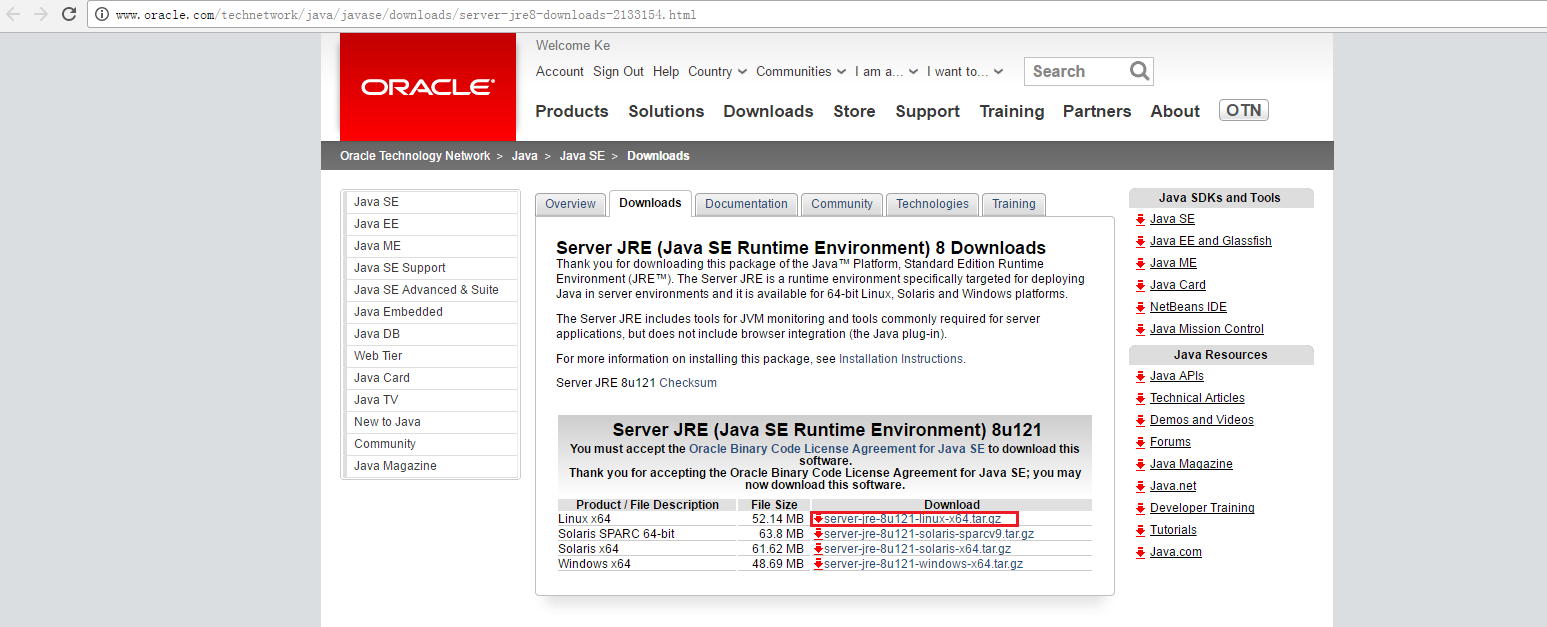 www.oracle.com/technetwork/java/javase/downloads/server-jre8-downloads-2133154.html
ORACLE®
Welcome Ke
Account Sign Out Help Country Communities I am a... I want to... Search
Products Solutions Downloads Store Support Training Partners About OTN
Oracle Technology Network > Java > Java SE > Downloads
Java SE
Java EE
Java ME
Java SE Support
Java SE Advanced & Suite
Java Embedded
Java DB
Web Tier
Java Card
Java TV
New to Java
Community
Java Magazine
Overview Downloads Documentation Community Technologies Training
Server JRE (Java SE Runtime Environment) 8 Downloads
Thank you for downloading this package of the Java™ Platform, Standard Edition Runtime
Environment (JRE™). The Server JRE is a runtime environment specifically targeted for deploying
Java in server environments and it is available for 64-bit Linux, Solaris and Windows platforms.
The Server JRE includes tools for JVM monitoring and tools commonly required for server
applications, but does not include browser integration (the Java plug-in).
For more information on installing this package, see Installation Instructions.
Server JRE 8u121 Checksum
Server JRE (Java SE Runtime Environment) 8u121
You must accept the Oracle Binary Code License Agreement for Java SE to download this
software.
Thank you for accepting the Oracle Binary Code License Agreement for Java SE; you may
now download this software.
Product / File Description File Size Download
Linux x64 52.14 MB server-jre-8u121-linux-x64.tar.gz
Solaris SPARC 64-bit 63.8 MB server-jre-8u121-solaris-sparcv9.tar.gz
Solaris x64 61.62 MB server-jre-8u121-solaris-x64.tar.gz
Windows x64 48.69 MB server-jre-8u121-windows-x64.tar.gz
Java SDKs and Tools
Java SE
Java EE and Glassfish
Java ME
Java Card
NetBeans IDE
Java Mission Control
Java Resources
Java APIs
Technical Articles
Demos and Videos
Forums
Java Magazine
Java.net
Developer Training
Tutorials
Java.com